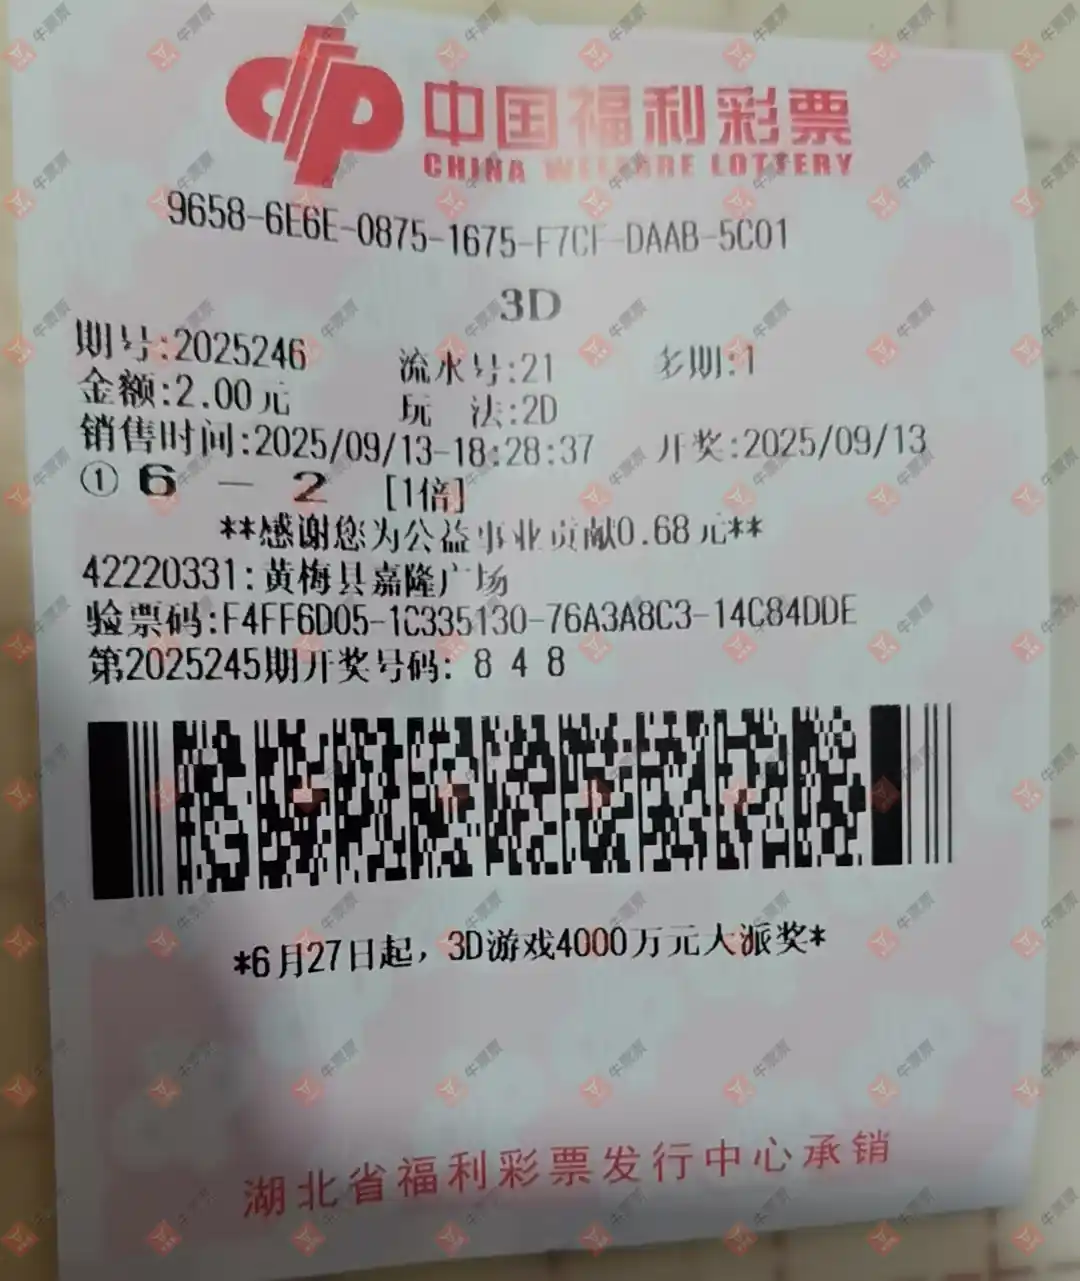 中国福利彩票
CHINA WELFARE LOTTERY
9658-6E6E-0875-1675-F7CF-DAAB-5C01
3D
期号:2025246 流水号:21 多期:1
金额:2.00元 玩 法:2D
销售时间:2025/09/13-18:28:37 开奖:2025/09/13
① 6 — 2 [1倍]
**感谢您为公益事业贡献0.68元**
42220331:黄梅县嘉隆广场
验票码:F4FF6D05-1C335130-76A3A8C3-14C84DDE
第2025245期开奖号码: 8 4 8
*6月27日起，3D游戏4000万元大派奖*
湖北省福利彩票发行中心承销
牛票票